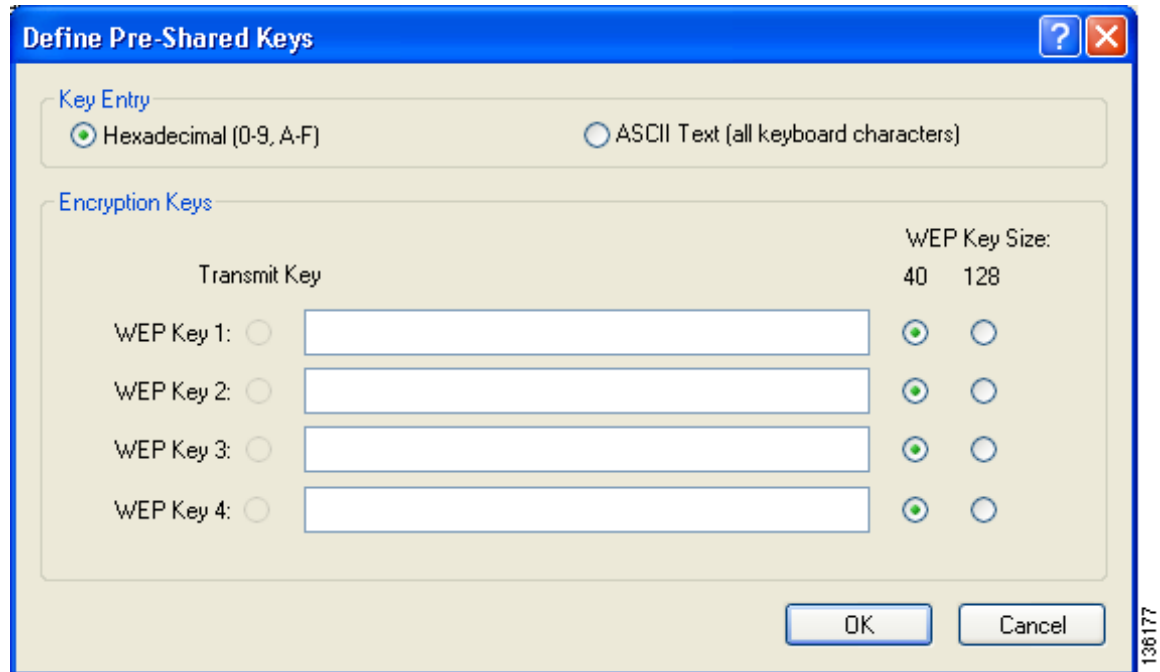 Define Pre-Shared Keys
Key Entry
Hexadecimal (0-9, A-F)
ASCII Text (all keyboard characters)
Encryption Keys
WEP Key Size:
Transmit Key
40
128
WEP Key 1:
WEP Key 2:
WEP Key 3:
WEP Key 4:
OK
Cancel
136177